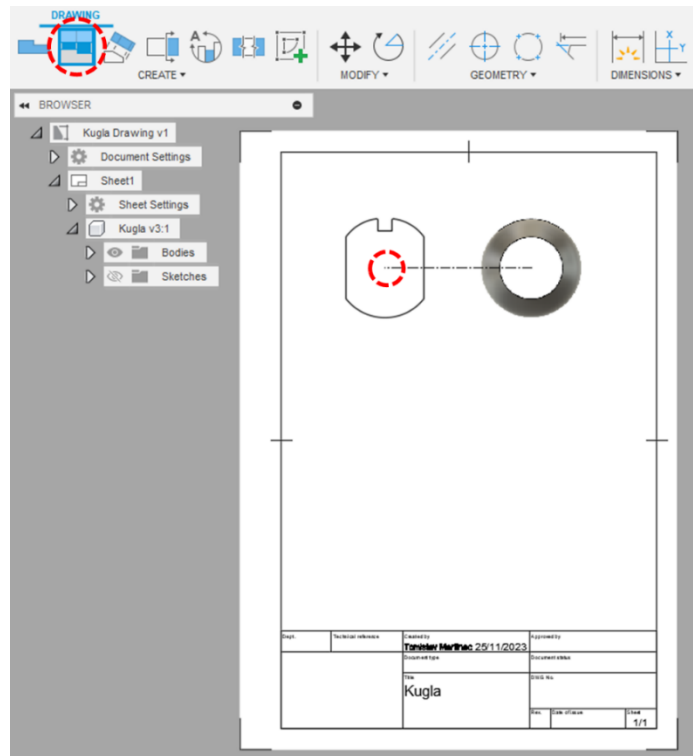 DRAWING
CREATE ▾ MODIFY ▾ GEOMETRY ▾ DIMENSIONS ▾
BROWSER
Kugla Drawing v1
Document Settings
Sheet1
Sheet Settings
Kugla v3:1
Bodies
Sketches
Dept. Technical reference Created by Approved by
Tomislav Martinec 25/11/2023
Document type Document status
Title DWG No.
Kugla
Rev. Date of issue Sheet
1/1